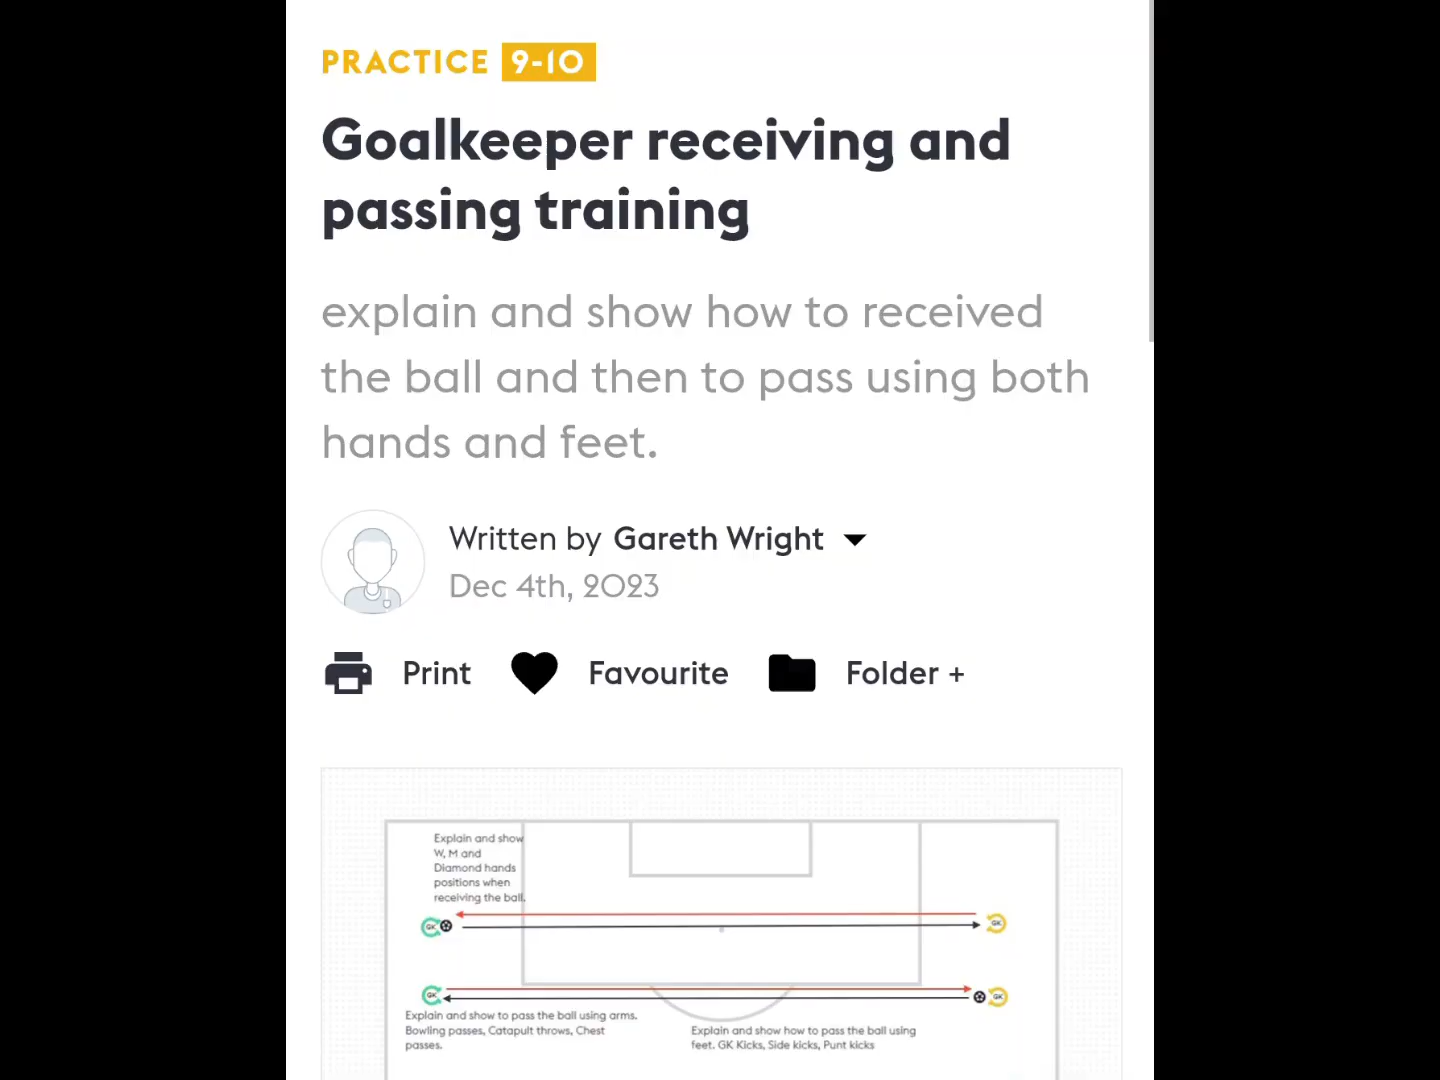 PRACTICE 9-10
Goalkeeper receiving and
passing training
explain and show how to received
the ball and then to pass using both
hands and feet.
Written by Gareth Wright
Dec 4th, 2023
Print Favourite Folder +
Explain and show
W, M and
Diamond hands
positions when
receiving the ball.
GK GK
GK GK
Explain and show to pass the ball using arms.
Bowling passes, Catapult throws, Chest
passes.
Explain and show how to pass the ball using
feet. GK Kicks, Side kicks, Punt kicks